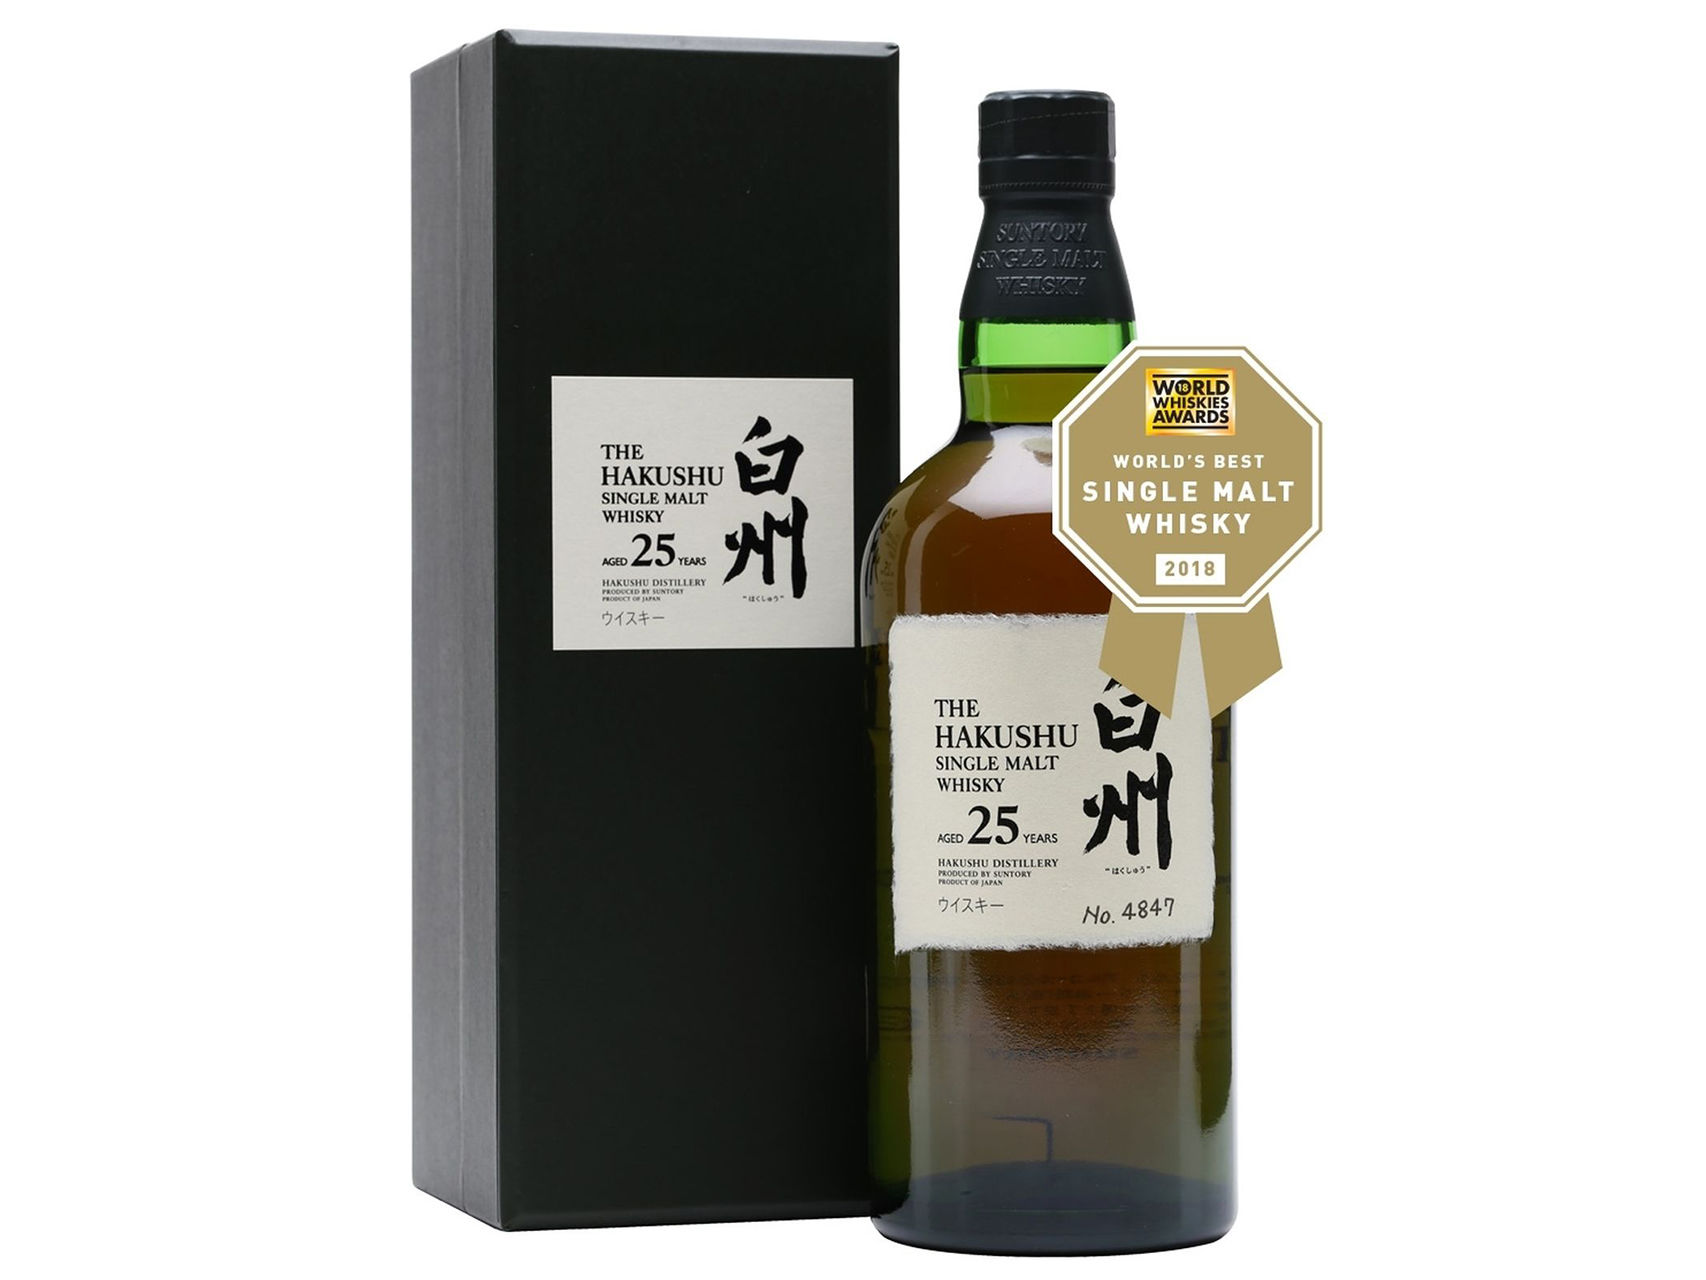 THE
HAKUSHU
SINGLE MALT
WHISKY
AGED 25 YEARS
HAKUSHU DISTILLERY
PRODUCED BY SUNTORY
PRODUCT OF JAPAN
ウイスキー
白州
"はくしゅう"
SUNTORY
SINGLE MALT
WHISKY
WORLD
18
WHISKIES
AWARDS
WORLD'S BEST
SINGLE MALT
WHISKY
2018
THE
HAKUSHU
SINGLE MALT
WHISKY
AGED 25 YEARS
HAKUSHU DISTILLERY
PRODUCED BY SUNTORY
PRODUCT OF JAPAN
ウイスキー
白州
"はくしゅう"
No. 4847